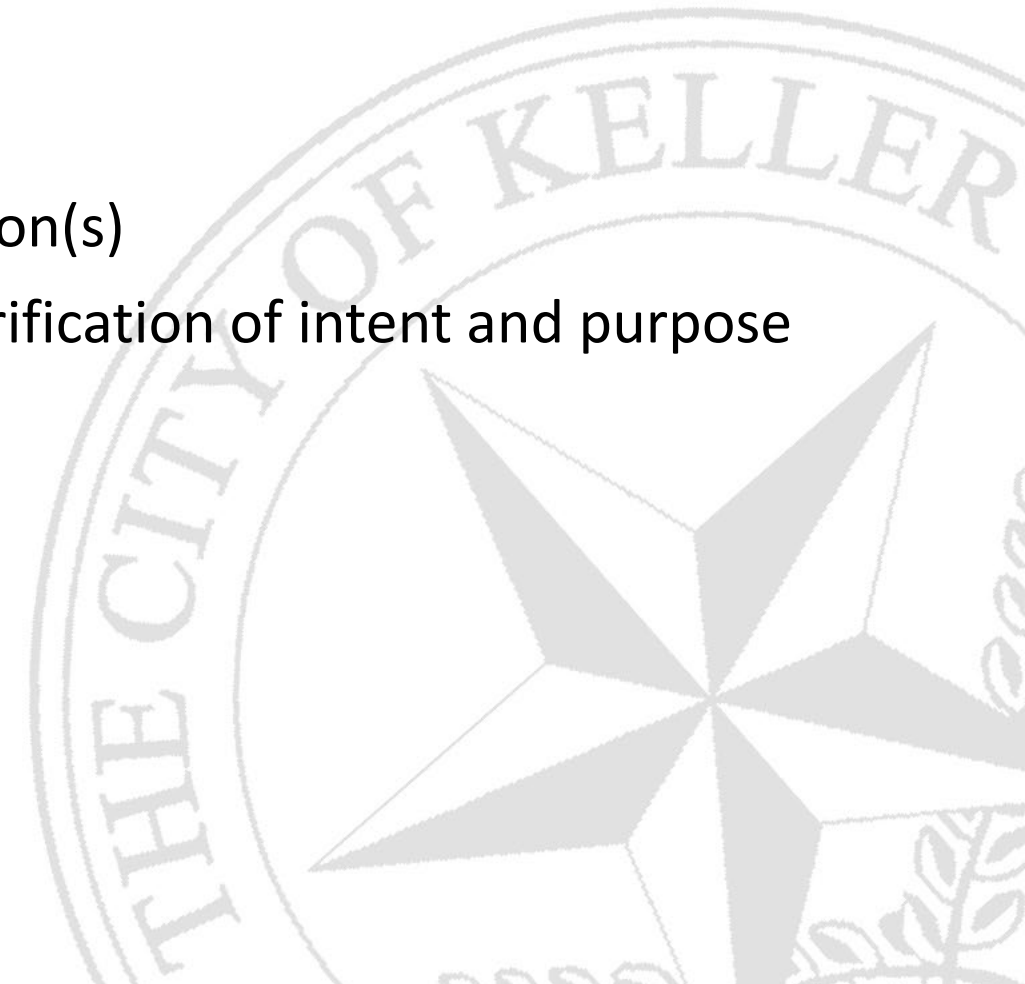 THE CITY OF KELLER
on(s)
rification of intent and purpose